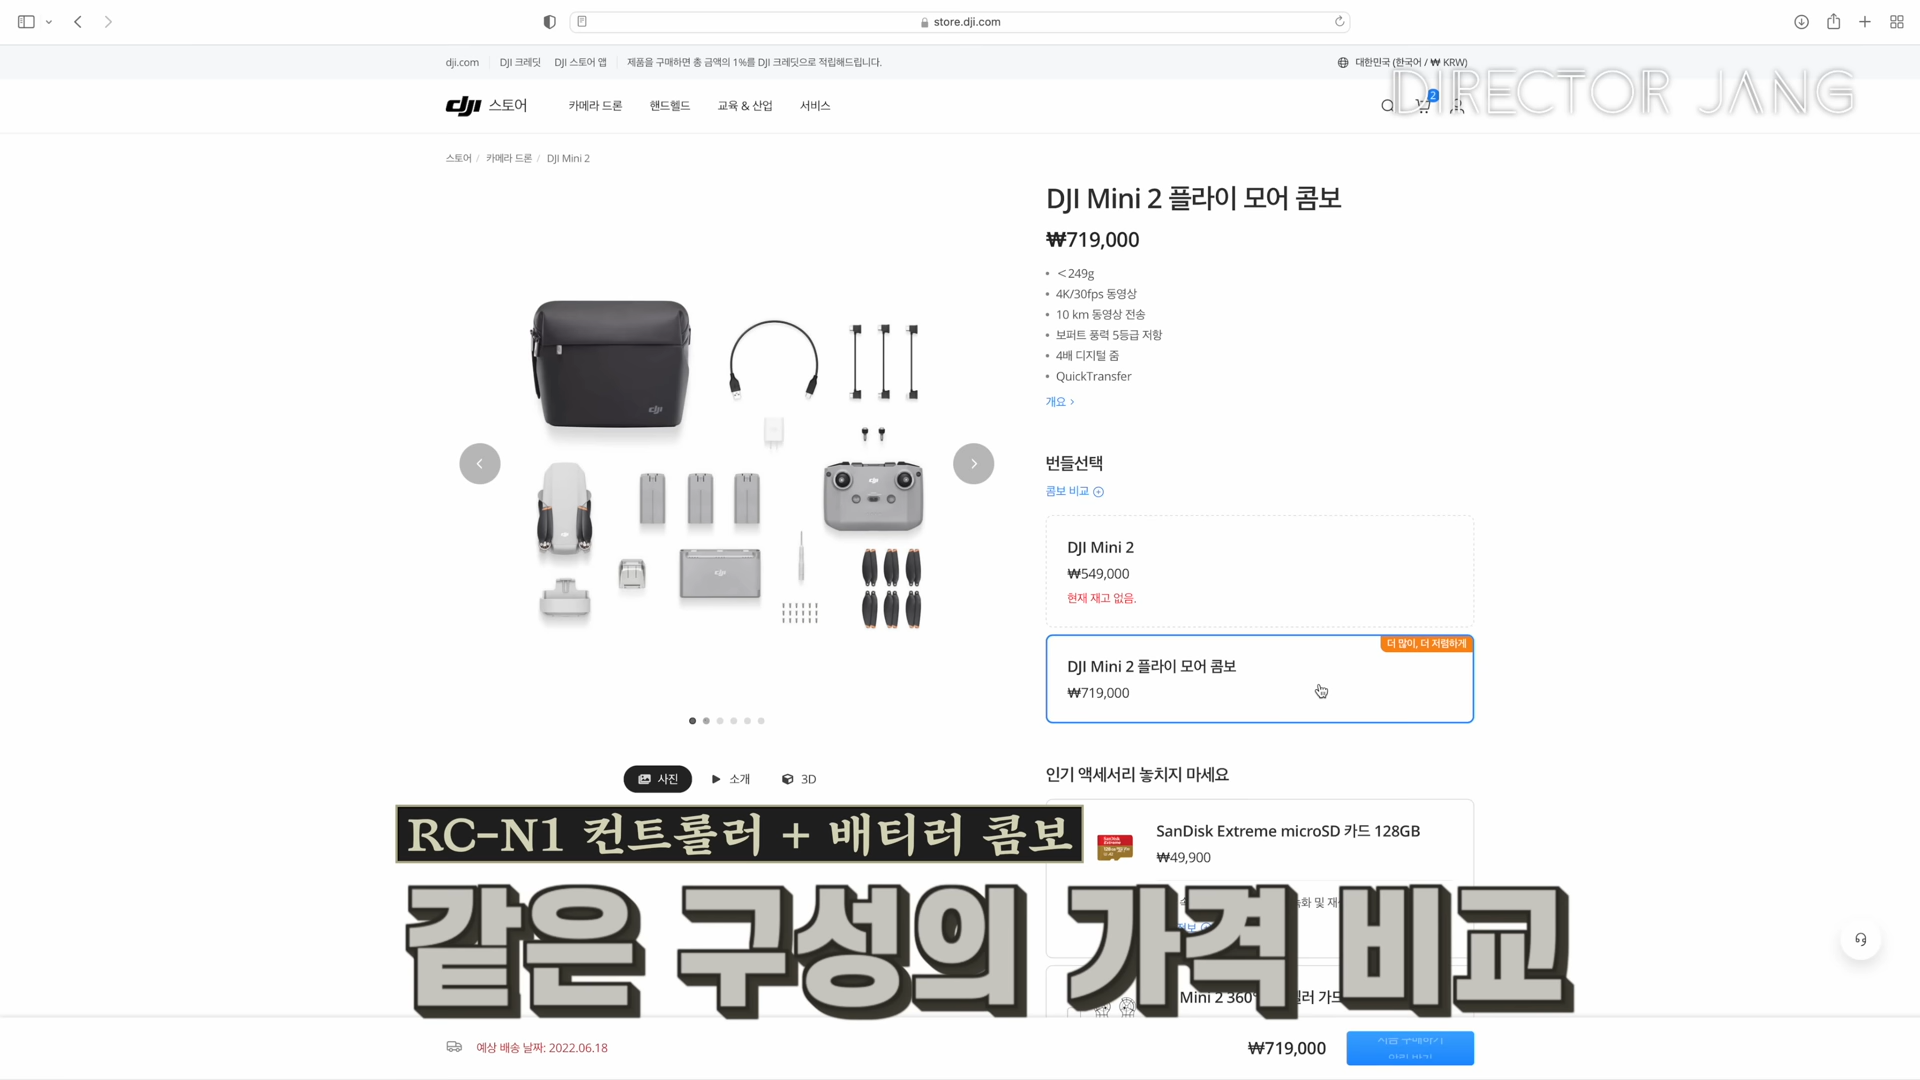 store.dji.com
dji.com
DJI 크레딧
DJI 스토어 앱
제품을 구매하면 총 금액의 1%를 DJI 크레딧으로 적립해드립니다.
대한민국 (한국어 / ₩ KRW)
DIRECTOR JANG
dji 스토어
카메라 드론
핸드헬드
교육 & 산업
서비스
2
스토어 / 카메라 드론 / DJI Mini 2
DJI Mini 2 플라이 모어 콤보
₩719,000
• <249g
• 4K/30fps 동영상
• 10 km 동영상 전송
• 보퍼트 풍력 5등급 저항
• 4배 디지털 줌
• QuickTransfer
개요 >
번들선택
콤보 비교
DJI Mini 2
₩549,000
현재 재고 없음.
더 많이, 더 저렴하게
DJI Mini 2 플라이 모어 콤보
₩719,000
사진
소개
3D
인기 액세서리 놓치지 마세요
SanDisk Extreme microSD 카드 128GB
₩49,900
RC-N1 컨트롤러 + 배터리 콤보
같은 구성의 가격 비교
Mini 2 360°
예상 배송 날짜: 2022.06.18
₩719,000